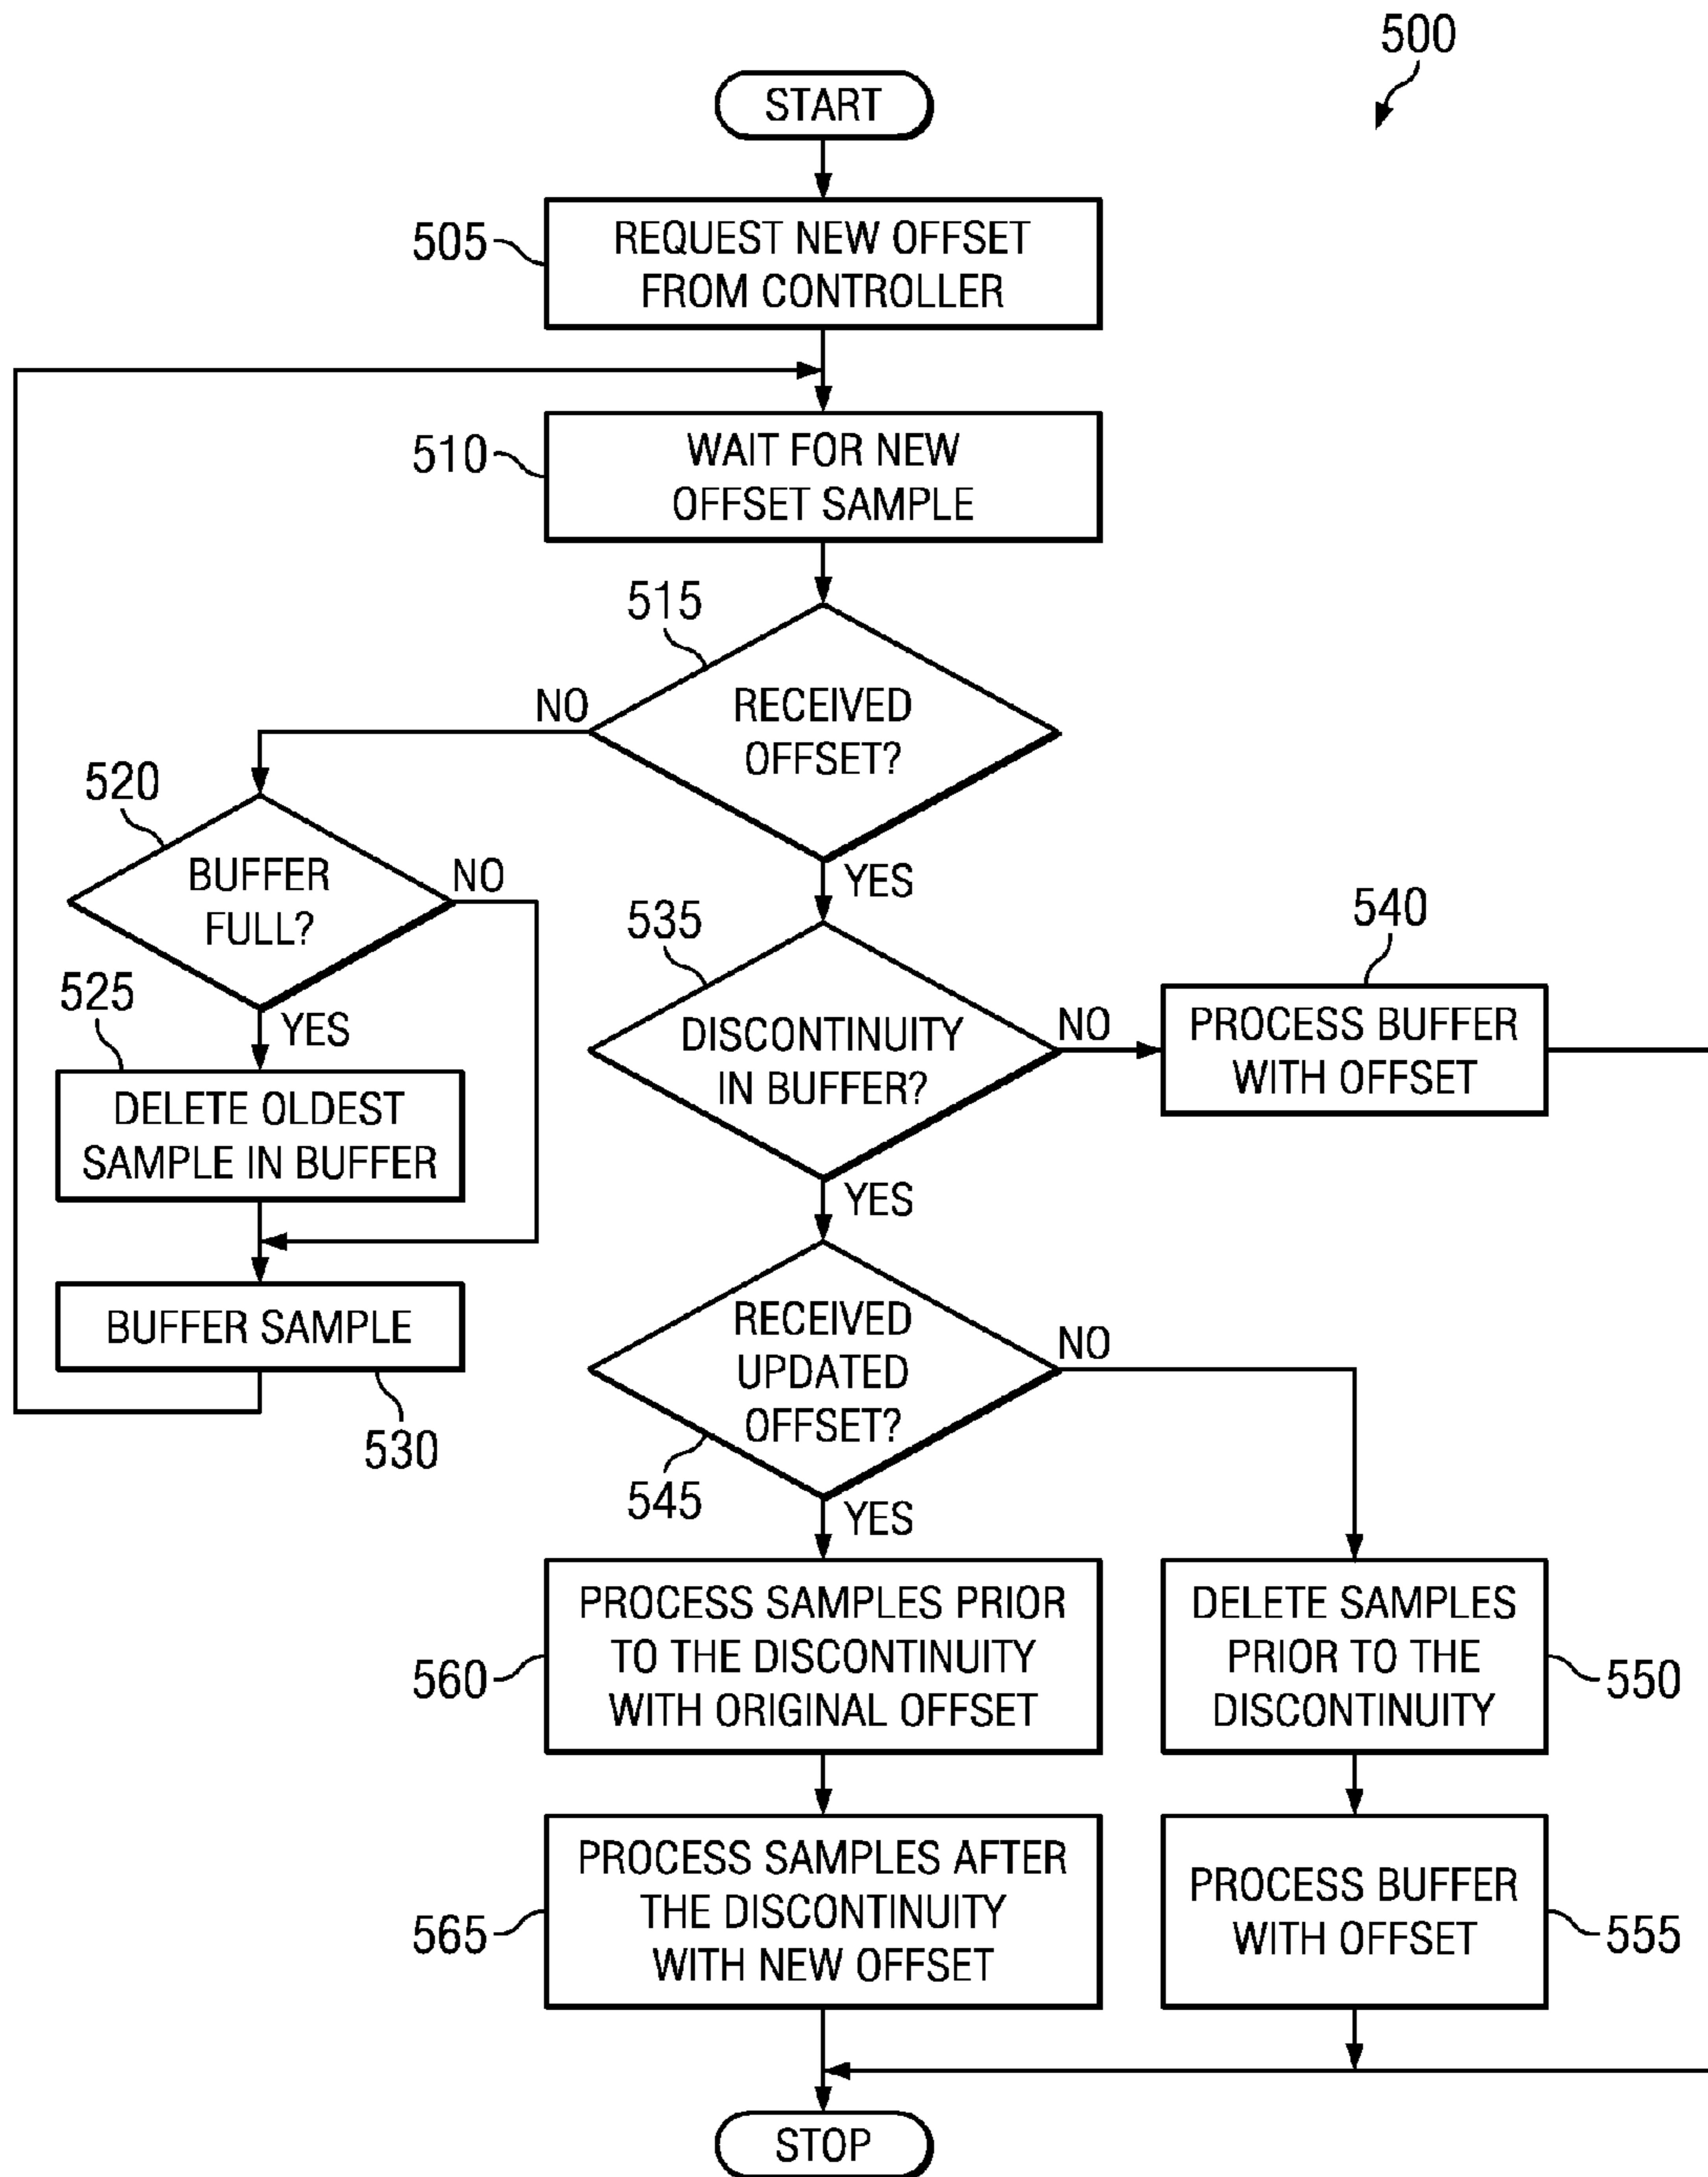 500
START
505
REQUEST NEW OFFSET
FROM CONTROLLER
510
WAIT FOR NEW
OFFSET SAMPLE
515
RECEIVED
OFFSET?
NO
YES
520
BUFFER
FULL?
NO
YES
525
DELETE OLDEST
SAMPLE IN BUFFER
BUFFER SAMPLE
530
535
DISCONTINUITY
IN BUFFER?
NO
YES
540
PROCESS BUFFER
WITH OFFSET
RECEIVED
UPDATED
OFFSET?
545
NO
YES
560
PROCESS SAMPLES PRIOR
TO THE DISCONTINUITY
WITH ORIGINAL OFFSET
DELETE SAMPLES
PRIOR TO THE
DISCONTINUITY
550
565
PROCESS SAMPLES AFTER
THE DISCONTINUITY
WITH NEW OFFSET
PROCESS BUFFER
WITH OFFSET
555
STOP